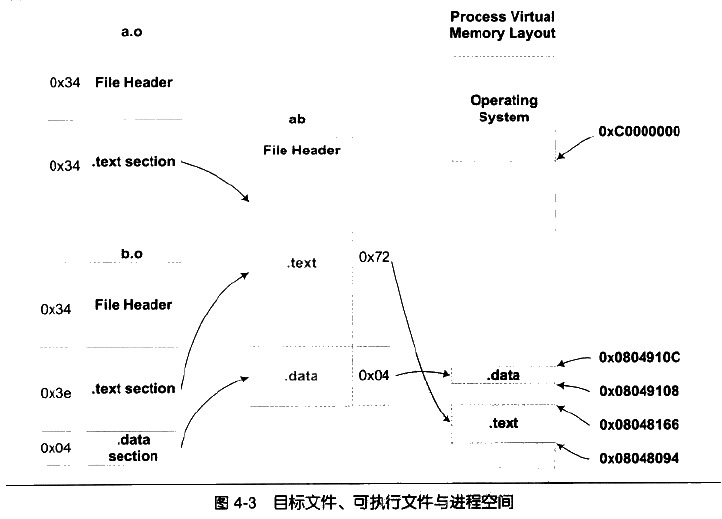 Process Virtual
Memory Layout
a.o
0x34 File Header
Operating
System
ab
0xC0000000
File Header
0x34 .text section
b.o
.text 0x72
0x34 File Header
0x0804910C
.data 0x04 .data
0x3e .text section
0x08049108
.text 0x08048166
0x04 .data
section
0x08048094
图 4-3 目标文件、可执行文件与进程空间